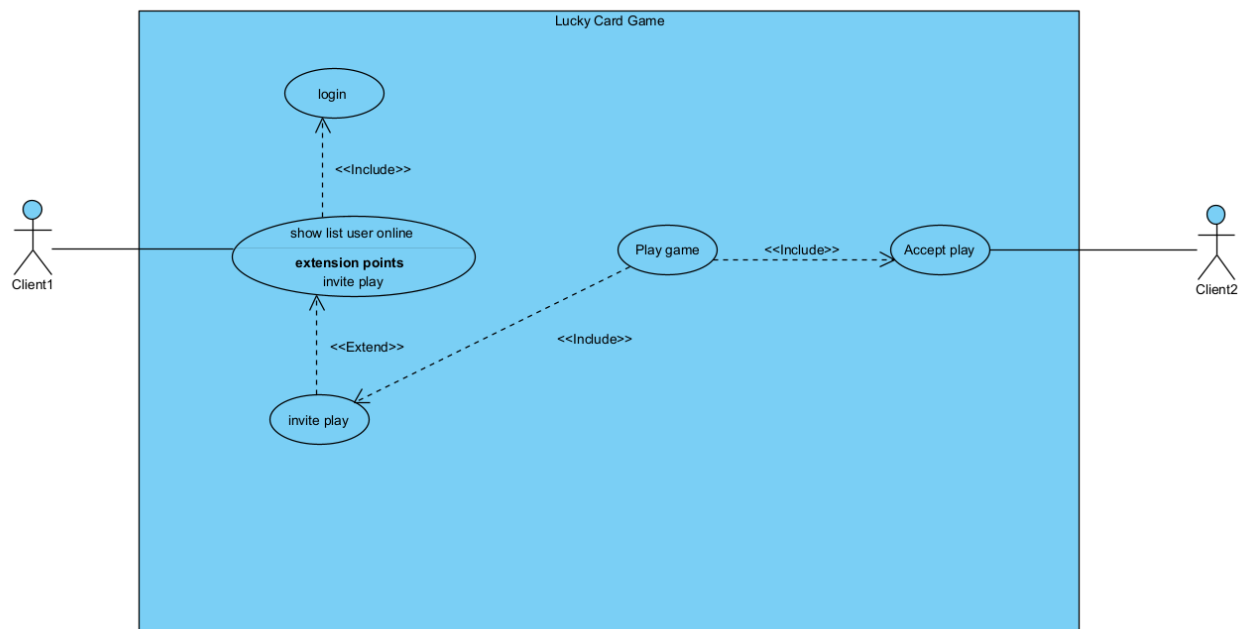 Lucky Card Game
login
<<Include>>
show list user online
extension points
invite play
Client1
Play game
<<Include>>
Accept play
Client2
<<Extend>>
<<Include>>
invite play